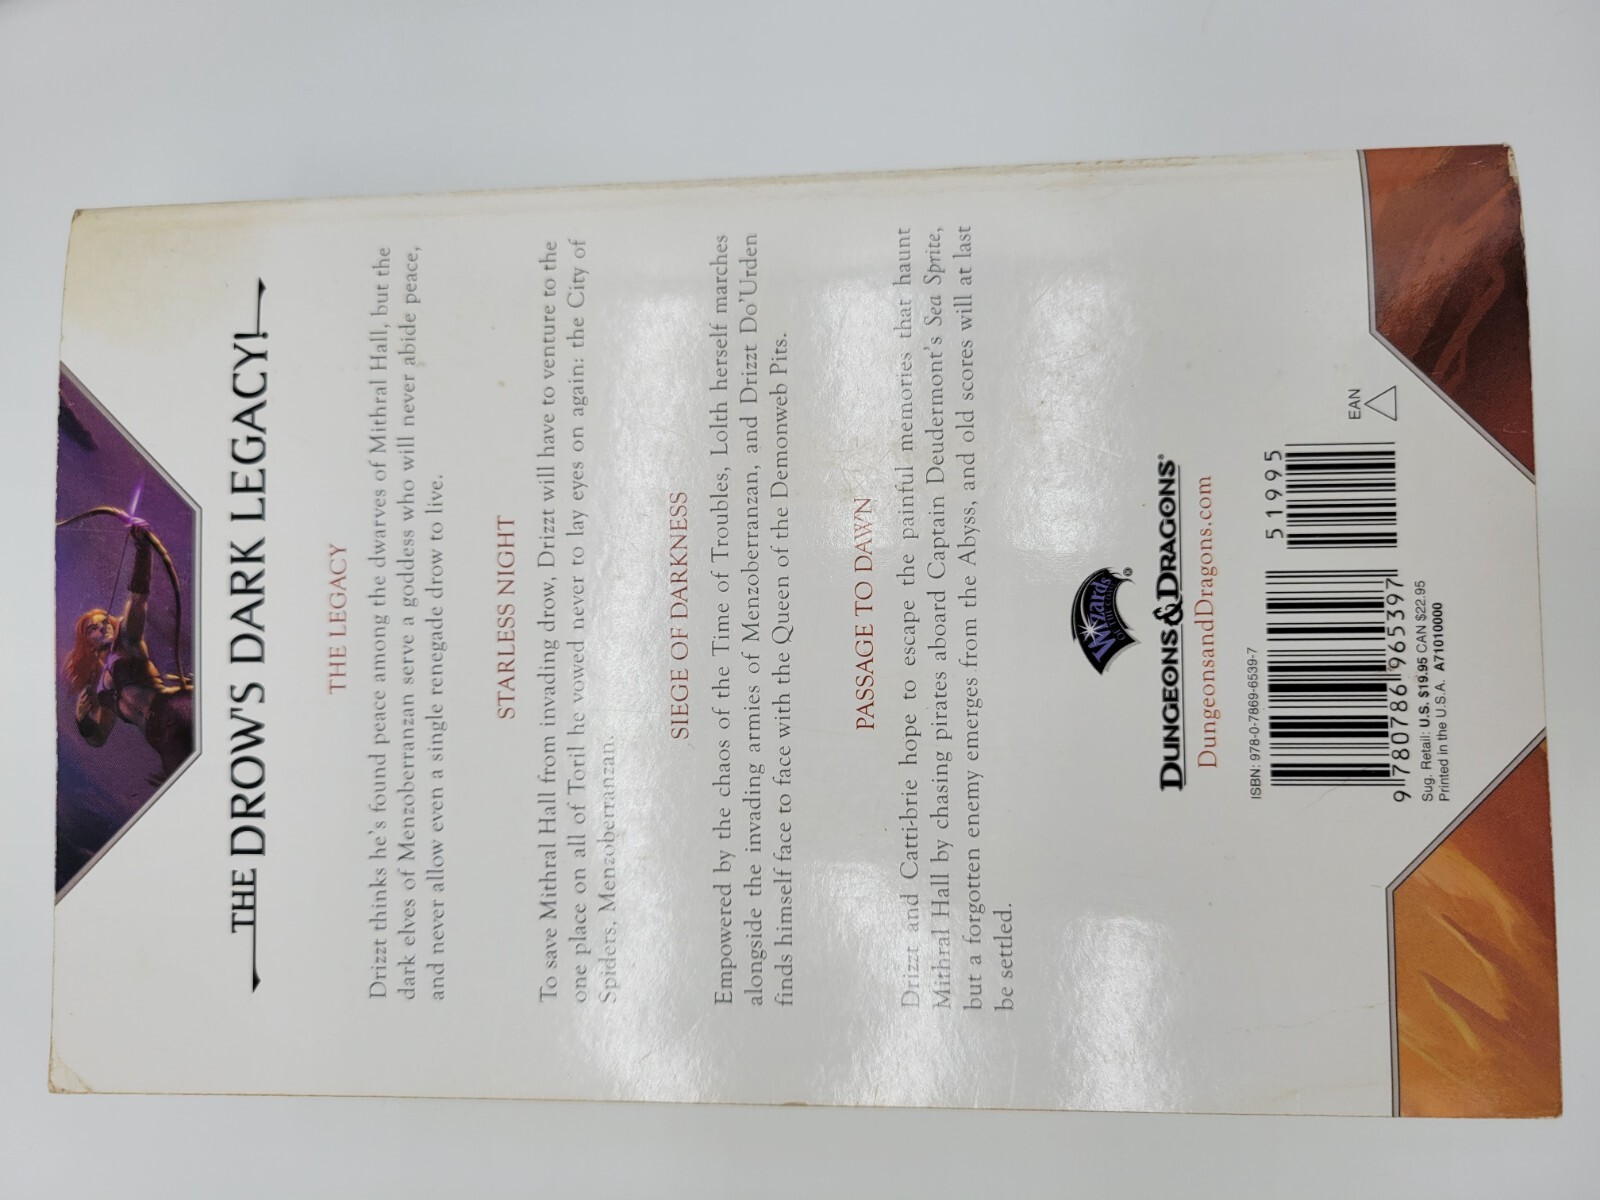 THE DROW'S DARK LEGACY!
THE LEGACY
Drizzt thinks he's found peace among the dwarves of Mithral Hall, but the
dark elves of Menzoberranzan serve a goddess who will never abide peace,
and never allow even a single renegade drow to live.
STARLESS NIGHT
To save Mithral Hall from invading drow, Drizzt will have to venture to the
one place on all of Toril he vowed never to lay eyes on again: the City of
Spiders, Menzoberranzan.
SIEGE OF DARKNESS
Empowered by the chaos of the Time of Troubles, Lolth herself marches
alongside the invading armies of Menzoberranzan, and Drizzt Do'Urden
finds himself face to face with the Queen of the Demonweb Pits.
PASSAGE TO DAWN
Drizzt and Catti-brie hope to escape the painful memories that haunt
Mithral Hall by chasing pirates aboard Captain Deudermont's Sea Sprite,
but a forgotten enemy emerges from the Abyss, and old scores will at last
be settled.
Wizards
OF THE COAST
®
DUNGEONS & DRAGONS®
DungeonsandDragons.com
ISBN: 978-0-7869-6539-7
51995
EAN
9 780786 965397
Sug. Retail: U.S. $19.95 CAN $22.95
Printed in the U.S.A. A71010000